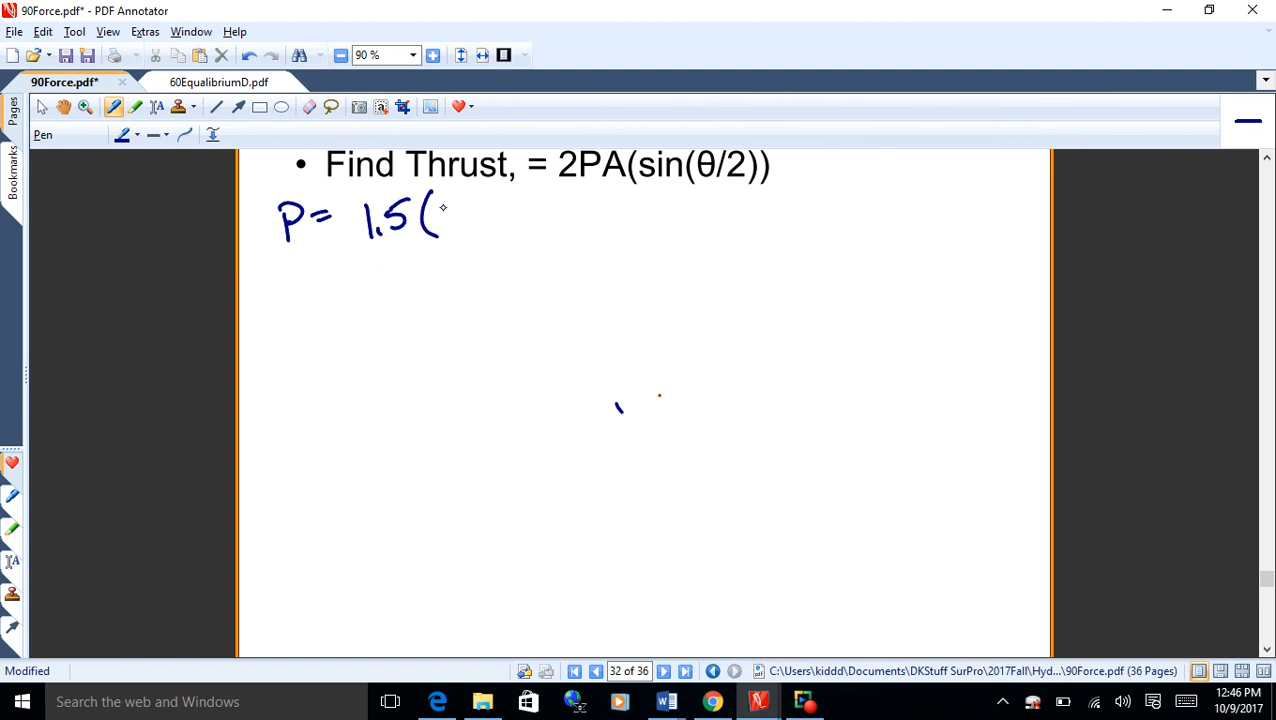 90Force.pdf* - PDF Annotator
File Edit Tool View Extras Window Help
90 %
90Force.pdf* 60EqualibriumD.pdf
Pages
Bookmarks
Pen
• Find Thrust, = 2PA(sin(θ/2))
P= 1.5(
Modified
32 of 36
C:\Users\kiddd\Documents\DKStuff SurPro\2017Fall\Hyd...\90Force.pdf (36 Pages)
Search the web and Windows
12:46 PM
10/9/2017